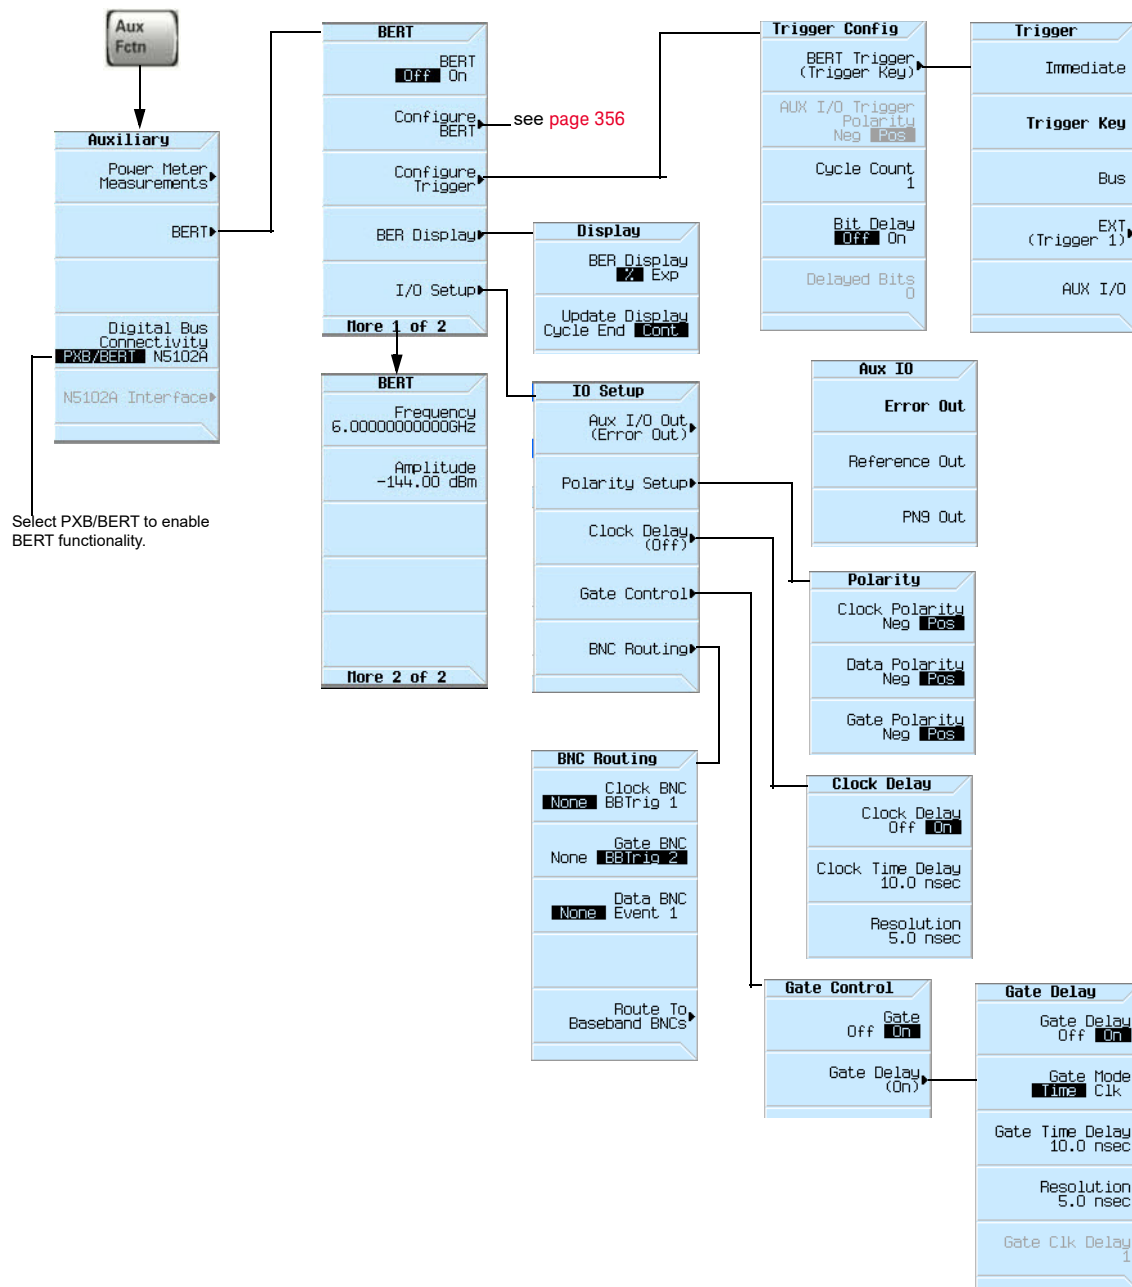 Aux
Fctn
Auxiliary
Power Meter
Measurements
BERT
Digital Bus
Connectivity
PXB/BERT N5102A
N5102A Interface
Select PXB/BERT to enable
BERT functionality.
BERT
BERT
Off On
Configure
BERT
see page 356
Configure
Trigger
BER Display
I/O Setup
More 1 of 2
BERT
Frequency
6.00000000000GHz
Amplitude
-144.00 dBm
More 2 of 2
Display
BER Display
% Exp
Update Display
Cycle End Cont
IO Setup
Aux I/O Out
(Error Out)
Polarity Setup
Clock Delay
(Off)
Gate Control
BNC Routing
BNC Routing
Clock BNC
None BBTrig 1
Gate BNC
None BBTrig 2
Data BNC
None Event 1
Route To
Baseband BNCs
Trigger Config
BERT Trigger
(Trigger Key)
AUX I/O Trigger
Polarity
Neg Pos
Cycle Count
1
Bit Delay
Off On
Delayed Bits
0
Trigger
Immediate
Trigger Key
Bus
EXT
(Trigger 1)
AUX I/O
Aux IO
Error Out
Reference Out
PN9 Out
Polarity
Clock Polarity
Neg Pos
Data Polarity
Neg Pos
Gate Polarity
Neg Pos
Clock Delay
Clock Delay
Off On
Clock Time Delay
10.0 nsec
Resolution
5.0 nsec
Gate Control
Gate
Off On
Gate Delay
(On)
Gate Delay
Gate Delay
Off On
Gate Mode
Time Clk
Gate Time Delay
10.0 nsec
Resolution
5.0 nsec
Gate Clk Delay
1